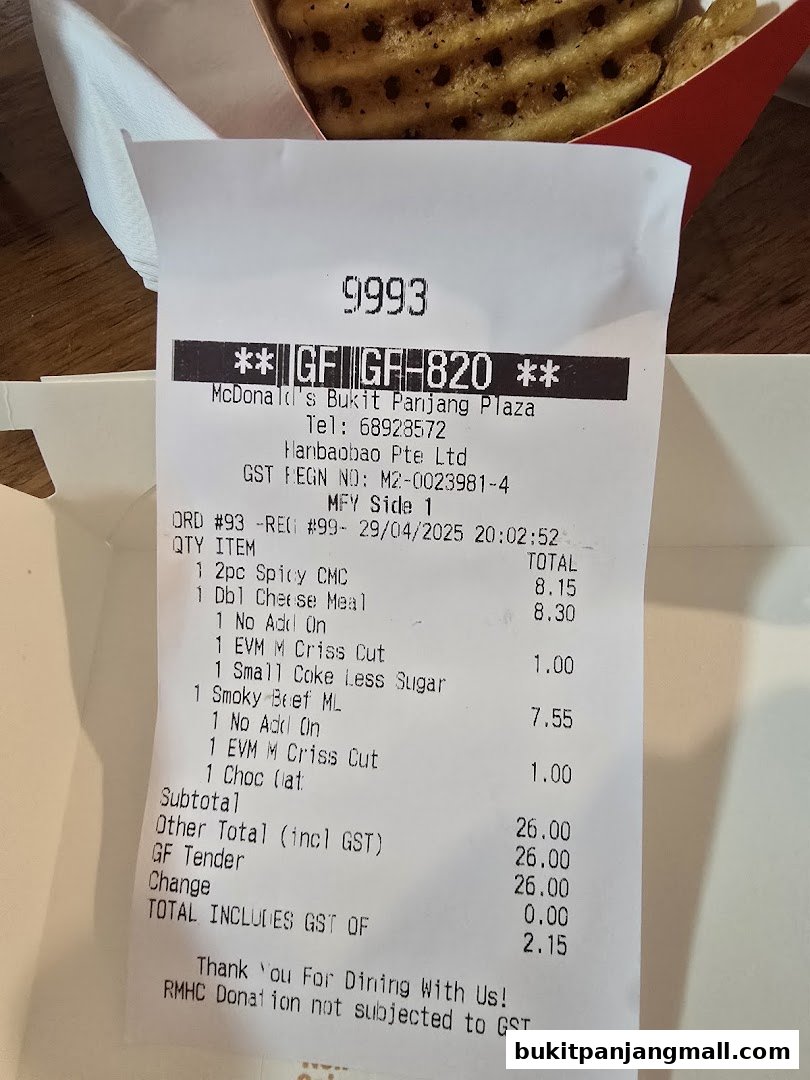 9993
** GF GF-820 **
McDonald's Bukit Panjang Plaza
Tel: 68928572
Hanbaobao Pte Ltd
GST REGN NO: M2-0023981-4
MFY Side 1
ORD #93 -REG #99- 29/04/2025 20:02:52
QTY ITEM TOTAL
1 2pc Spicy CMC 8.15
1 Dbl Cheese Meal 8.30
1 No Add On
1 EVM M Criss Cut 1.00
1 Small Coke Less Sugar
1 Smoky Beef ML 7.55
1 No Add On
1 EVM M Criss Cut 1.00
1 Choc Oat
Subtotal 26.00
Other Total (incl GST) 26.00
GF Tender 26.00
Change 0.00
TOTAL INCLUDES GST OF 2.15
Thank You For Dining With Us!
RMHC Donation not subjected to GST
bukitpanjangmall.com